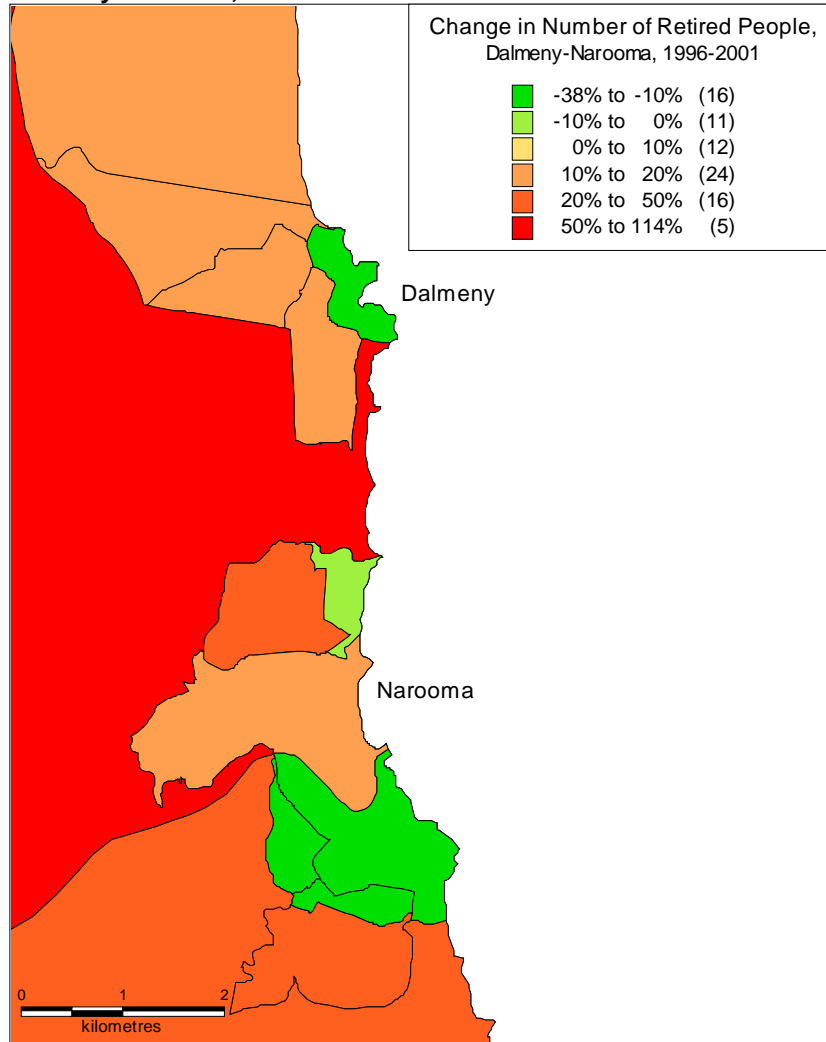 Change in Number of Retired People,
Dalmeny-Narooma, 1996-2001
-38% to -10% (16)
-10% to 0% (11)
0% to 10% (12)
10% to 20% (24)
20% to 50% (16)
50% to 114% (5)
Dalmeny
Narooma
0 1 2
kilometres